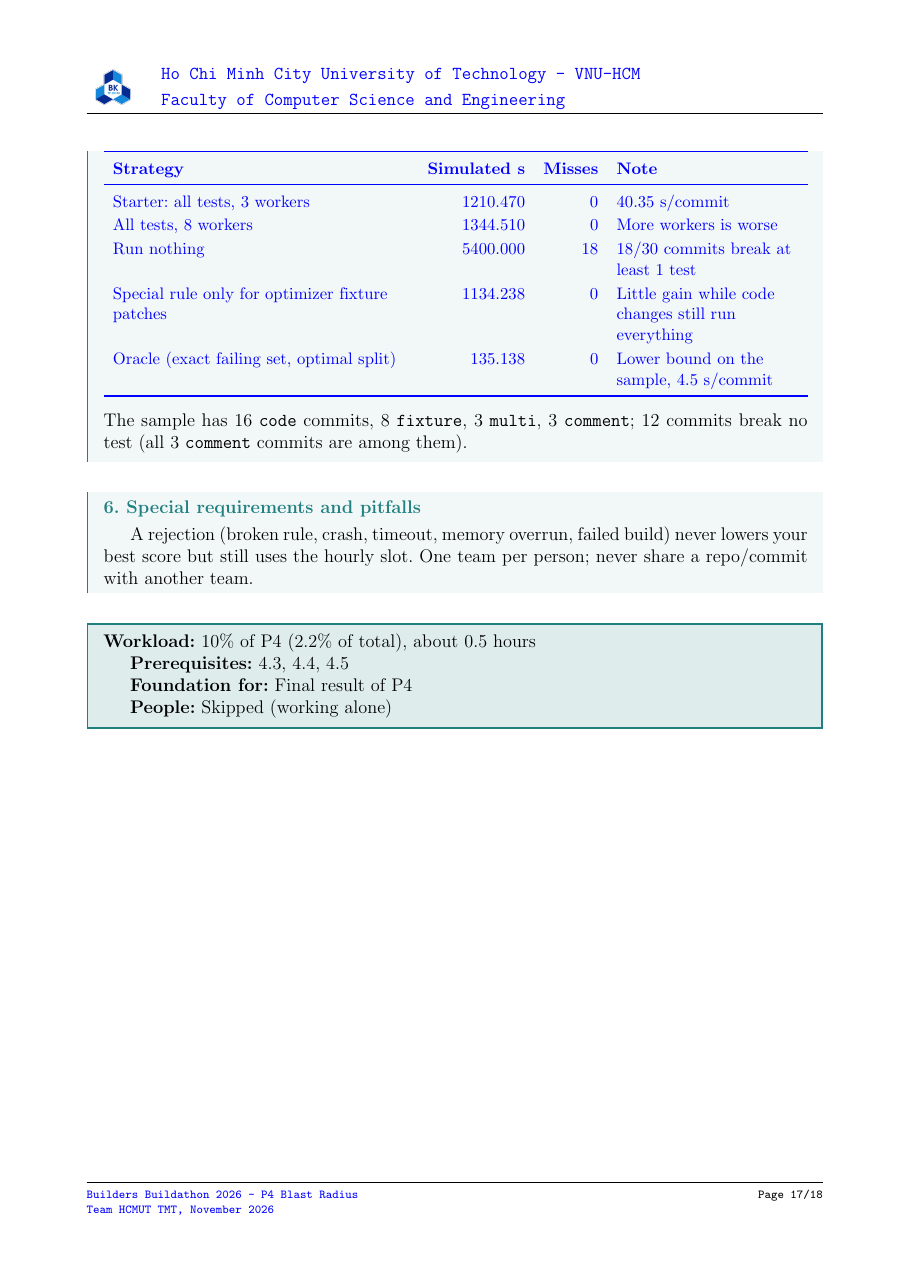 BK
Ho Chi Minh City University of Technology - VNU-HCM
Faculty of Computer Science and Engineering
Strategy Simulated s Misses Note
Starter: all tests, 3 workers 1210.470 0 40.35 s/commit
All tests, 8 workers 1344.510 0 More workers is worse
Run nothing 5400.000 18 18/30 commits break at
least 1 test
Special rule only for optimizer fixture 1134.238 0 Little gain while code
patches changes still run
everything
Oracle (exact failing set, optimal split) 135.138 0 Lower bound on the
sample, 4.5 s/commit
The sample has 16 code commits, 8 fixture, 3 multi, 3 comment; 12 commits break no
test (all 3 comment commits are among them).
6. Special requirements and pitfalls
A rejection (broken rule, crash, timeout, memory overrun, failed build) never lowers your
best score but still uses the hourly slot. One team per person; never share a repo/commit
with another team.
Workload: 10% of P4 (2.2% of total), about 0.5 hours
Prerequisites: 4.3, 4.4, 4.5
Foundation for: Final result of P4
People: Skipped (working alone)
Builders Buildathon 2026 - P4 Blast Radius Page 17/18
Team HCMUT TMT, November 2026